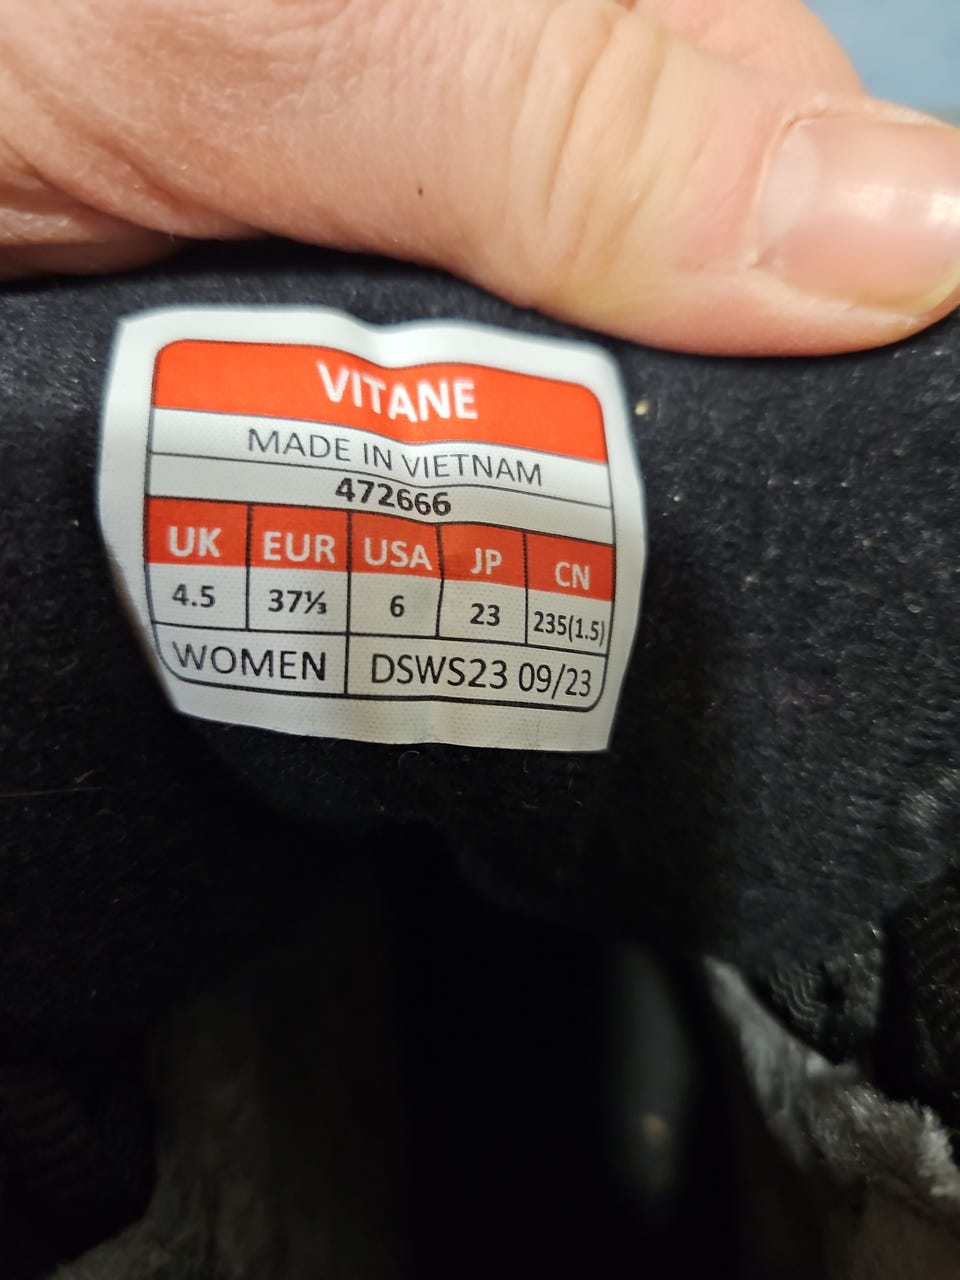 VITANE
MADE IN VIETNAM
472666
UK EUR USA JP CN
4.5 37⅓ 6 23 235(1.5)
WOMEN DSWS23 09/23